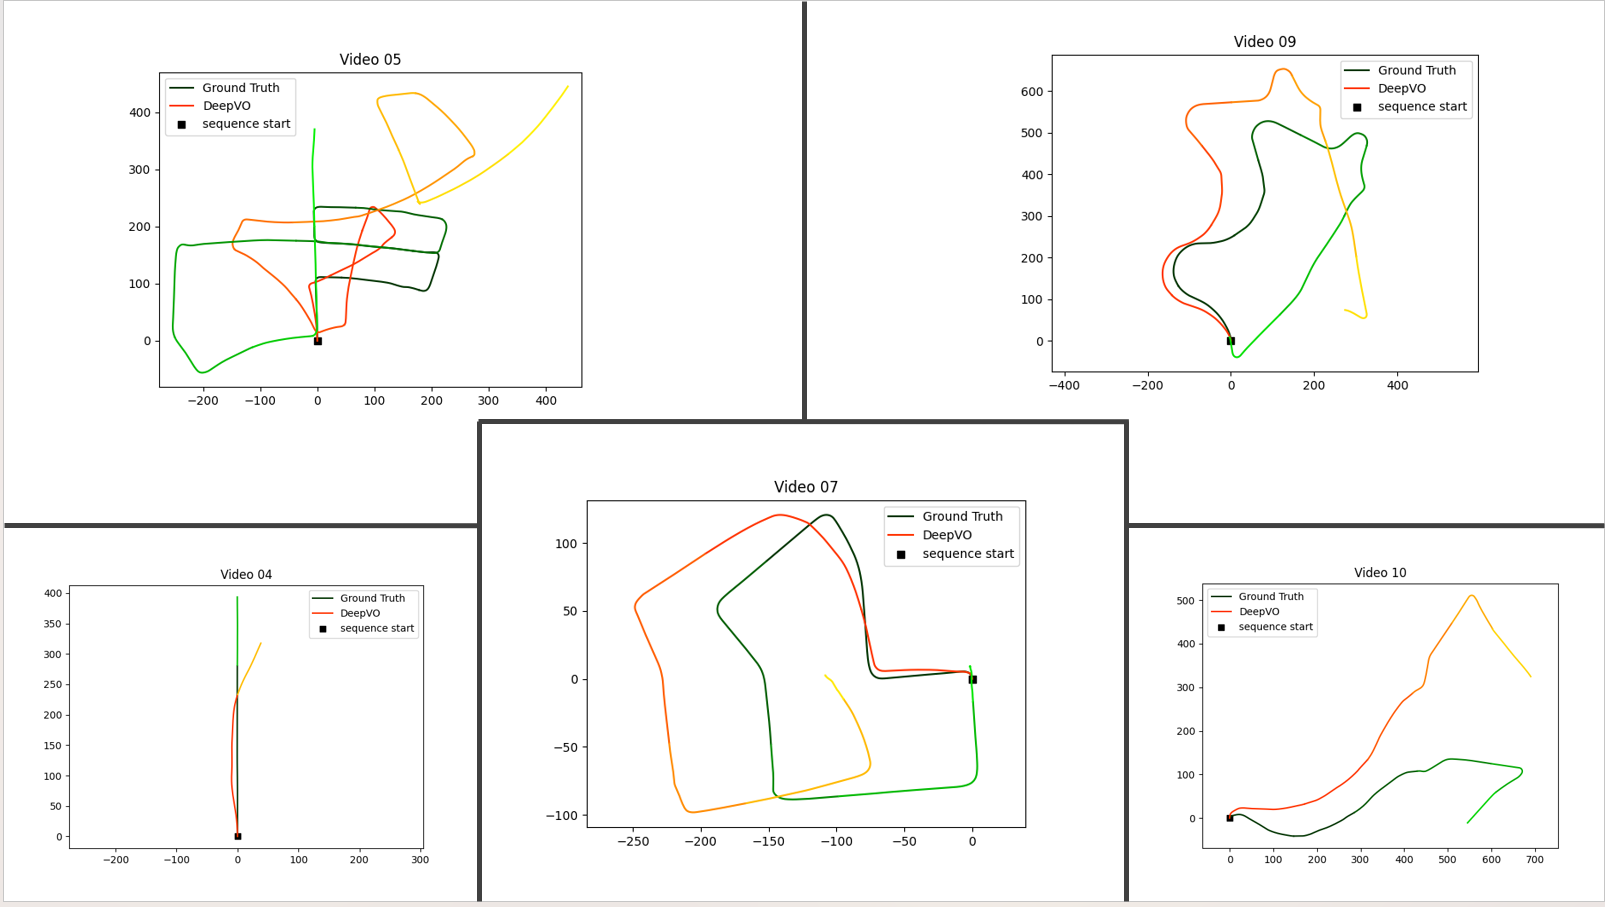 Video 05
Ground Truth
DeepVO
sequence start
400
300
200
100
0
−200 −100 0 100 200 300 400
Video 09
Ground Truth
DeepVO
sequence start
600
500
400
300
200
100
0
−400 −200 0 200 400
Video 04
Ground Truth
DeepVO
sequence start
400
350
300
250
200
150
100
50
0
−200 −100 0 100 200 300
Video 07
Ground Truth
DeepVO
sequence start
100
50
0
−50
−100
−250 −200 −150 −100 −50 0
Video 10
Ground Truth
DeepVO
sequence start
500
400
300
200
100
0
0 100 200 300 400 500 600 700